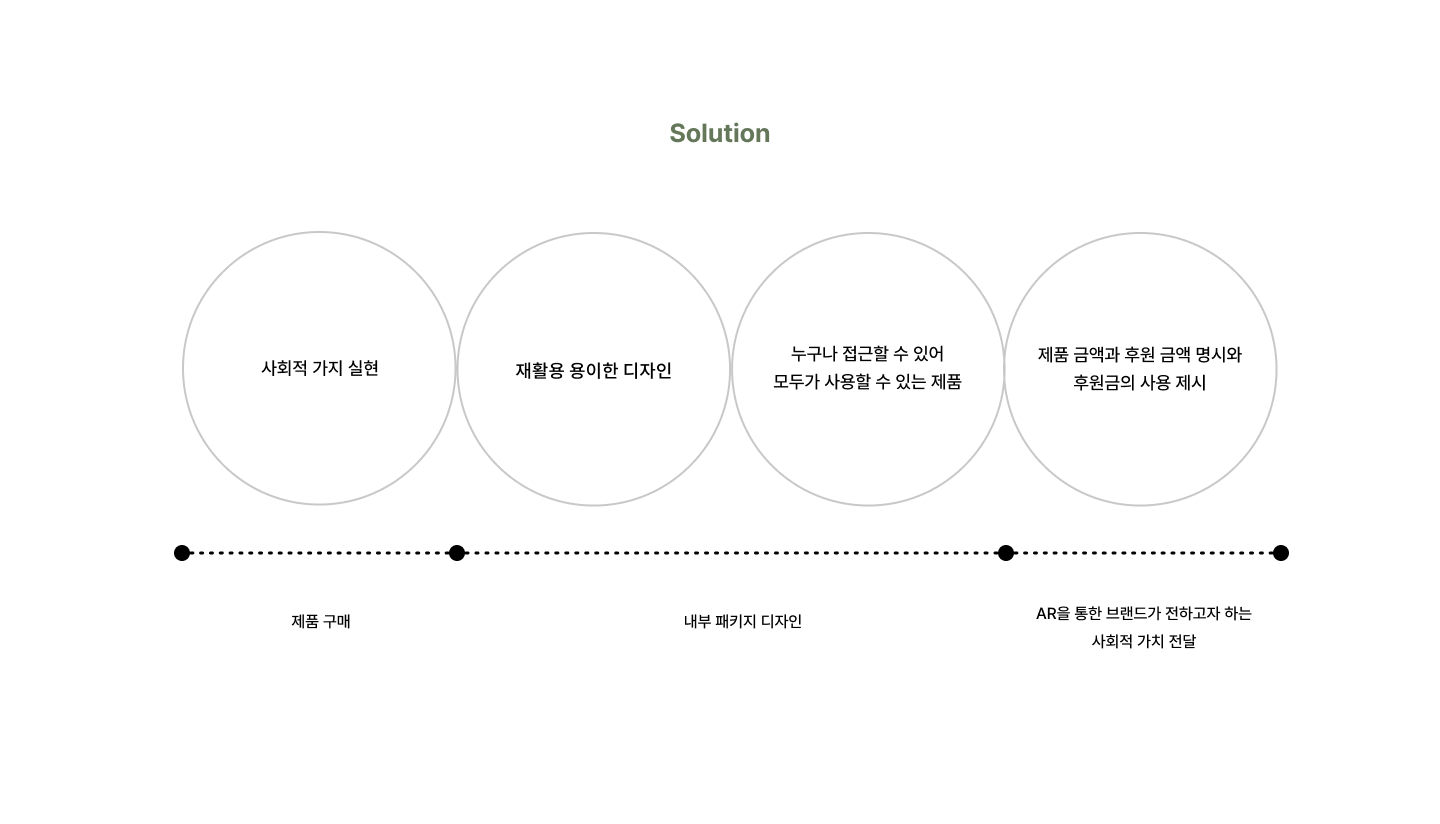 Solution
사회적 가지 실현
재활용 용이한 디자인
누구나 접근할 수 있어
모두가 사용할 수 있는 제품
제품 금액과 후원 금액 명시와
후원금의 사용 제시
제품 구매
내부 패키지 디자인
AR을 통한 브랜드가 전하고자 하는
사회적 가치 전달